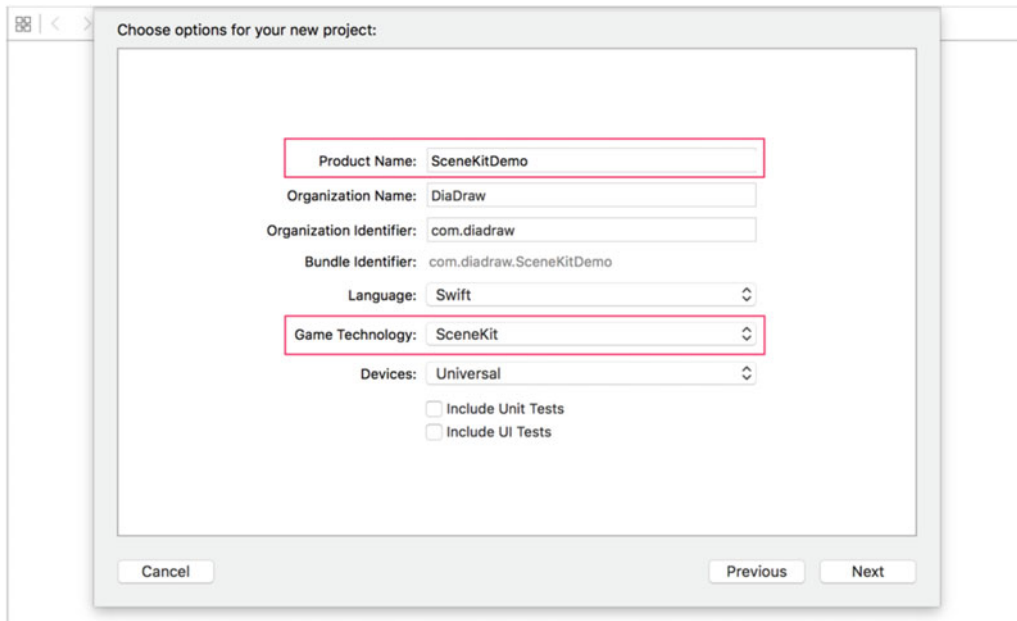 Choose options for your new project:
Product Name: SceneKitDemo
Organization Name: DiaDraw
Organization Identifier: com.diadraw
Bundle Identifier: com.diadraw.SceneKitDemo
Language: Swift
Game Technology: SceneKit
Devices: Universal
Include Unit Tests
Include UI Tests
Cancel Previous Next